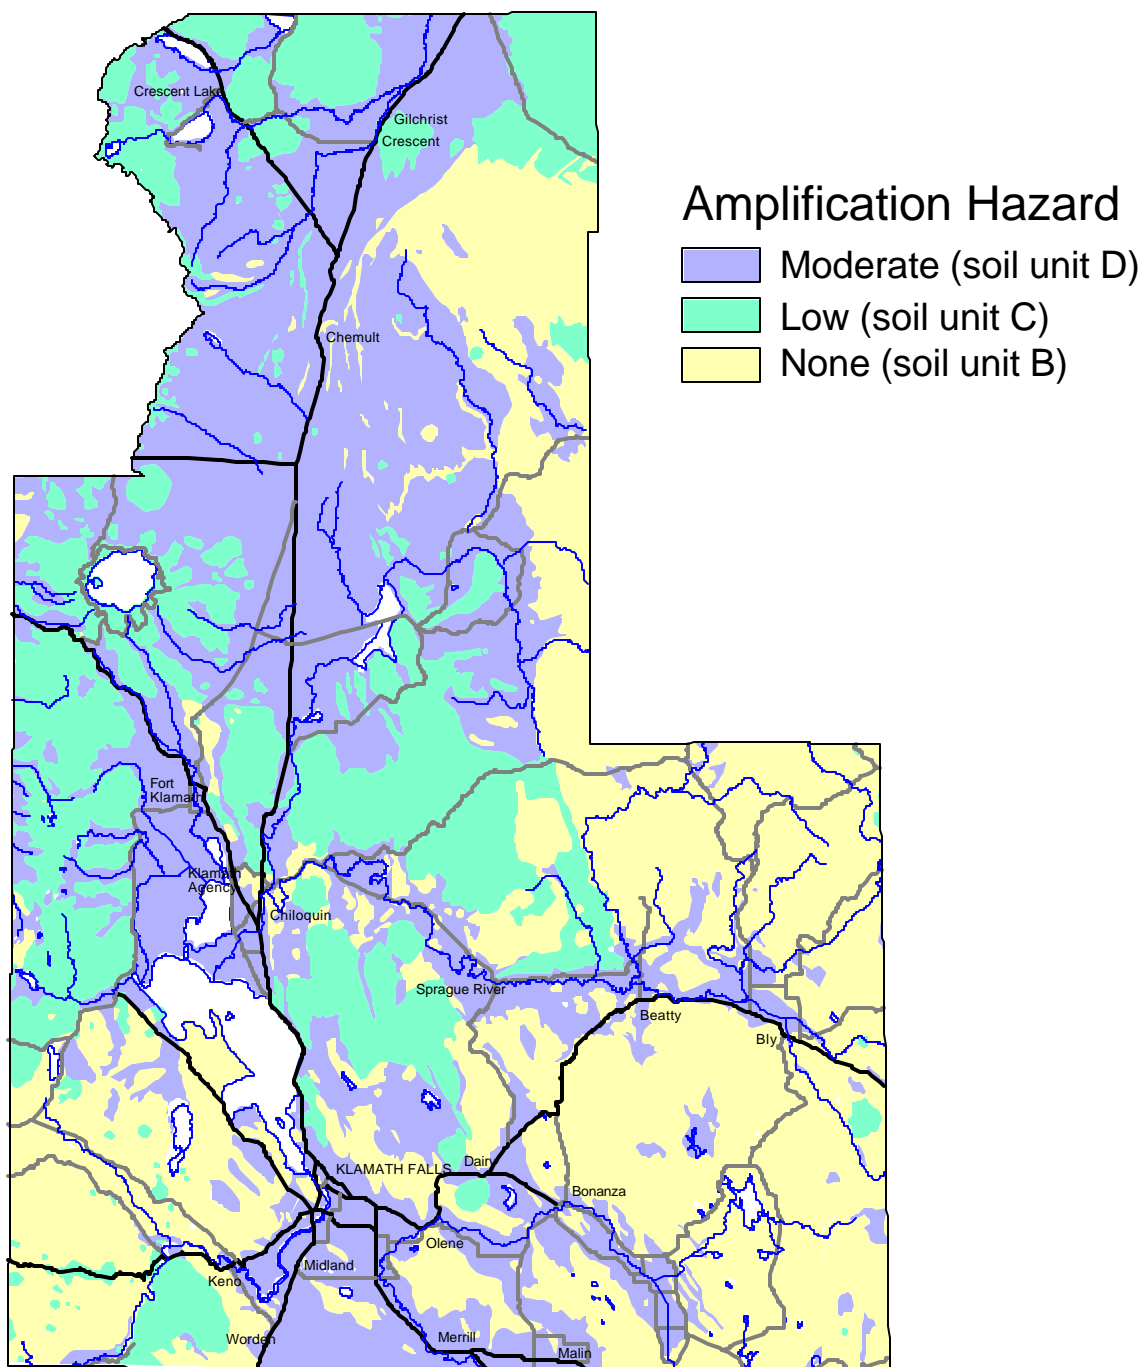 Crescent Lake
Gilchrist
Crescent
Amplification Hazard
Moderate (soil unit D)
Low (soil unit C)
None (soil unit B)
Chemult
Fort
Klamath
Klamath
Agency
Chiloquin
Sprague River
Beatty
Bly
KLAMATH FALLS
Dairy
Bonanza
Olene
Midland
Keno
Worden
Merrill
Malin